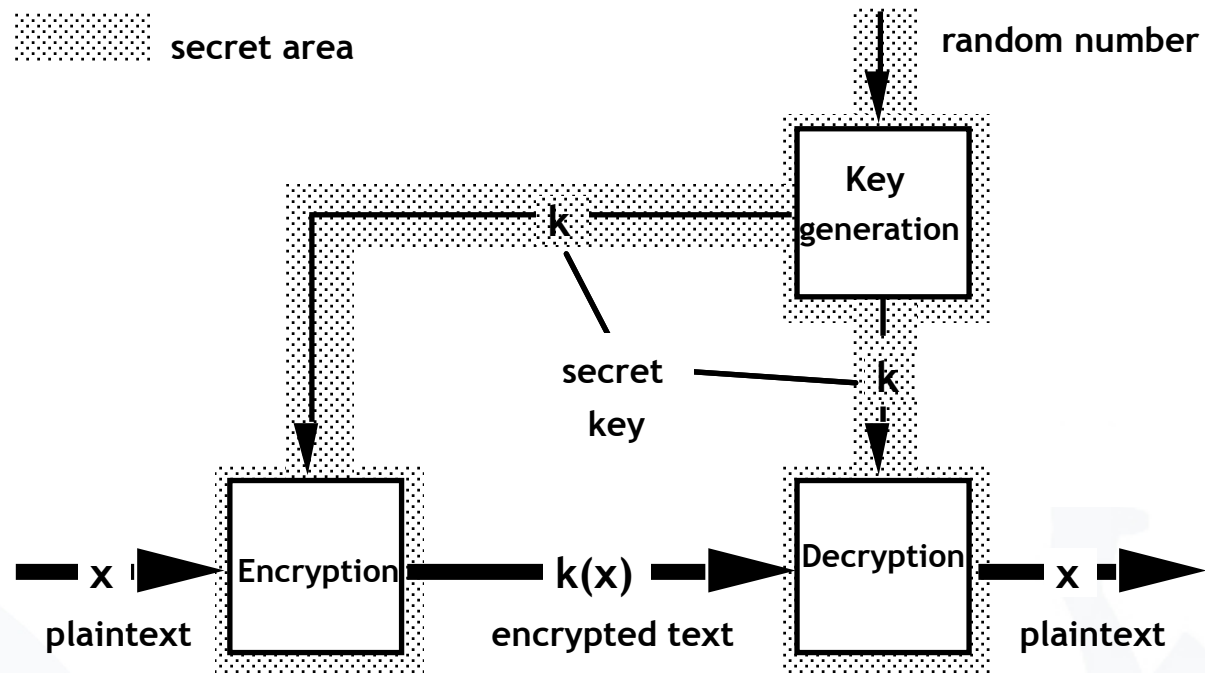 secret area
random number
Key
generation
k
secret
key
k
Encryption
Decryption
x
k(x)
x
plaintext
encrypted text
plaintext